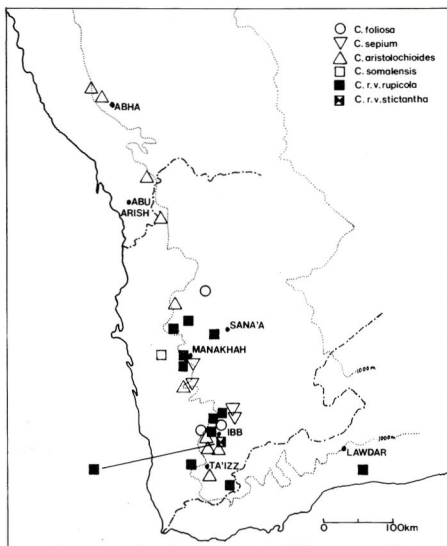 C. foliosa
C. sepium
C. aristolochioides
C. somalensis
C. r. v. rupicola
C. r. v. stictantha
ABHA
ABU
ARISH
SANA'A
MANAKHAH
1000m
IBB
1000m
LAWDAR
TA'IZZ
0 100km